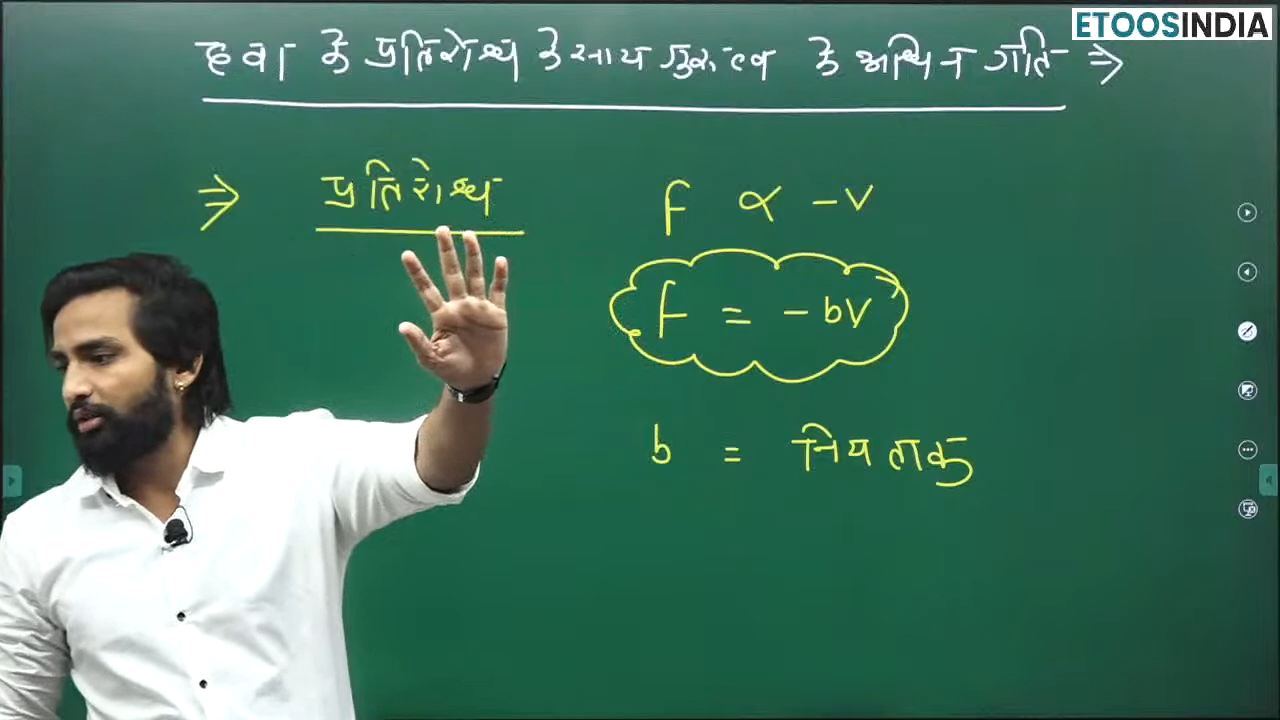 ETOOSINDIA
हवा के प्रतिरोध के साथ गुरुत्व के अधिन गति ⇒
⇒ प्रतिरोध F ∝ -V
F = -bV
b = नियतांक